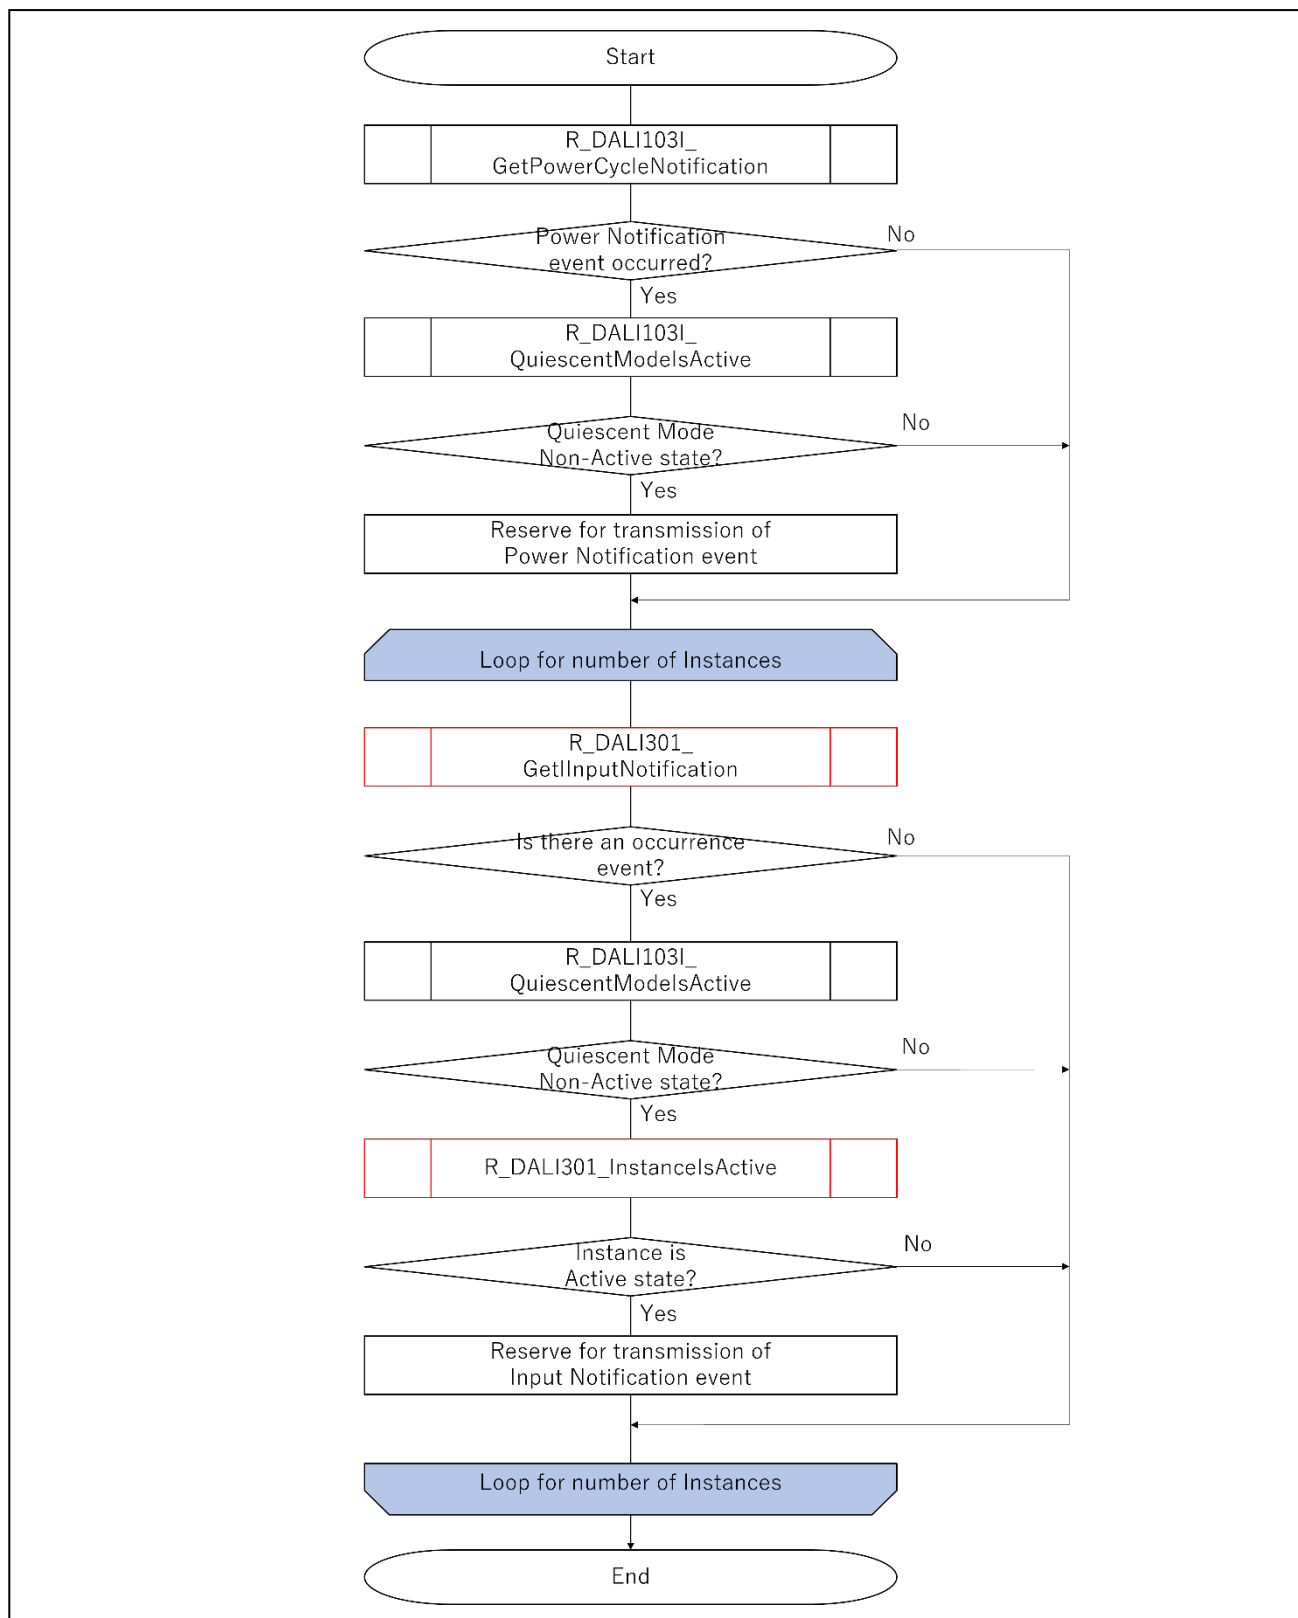 Start
R_DALI103I_
GetPowerCycleNotification
Power Notification
event occurred?
No
Yes
R_DALI103I_
QuiescentModeIsActive
Quiescent Mode
Non-Active state?
No
Yes
Reserve for transmission of
Power Notification event
Loop for number of Instances
R_DALI301_
GetIInputNotification
Is there an occurrence
event?
No
Yes
R_DALI103I_
QuiescentModeIsActive
Quiescent Mode
Non-Active state?
No
Yes
R_DALI301_InstanceIsActive
Instance is
Active state?
No
Yes
Reserve for transmission of
Input Notification event
Loop for number of Instances
End